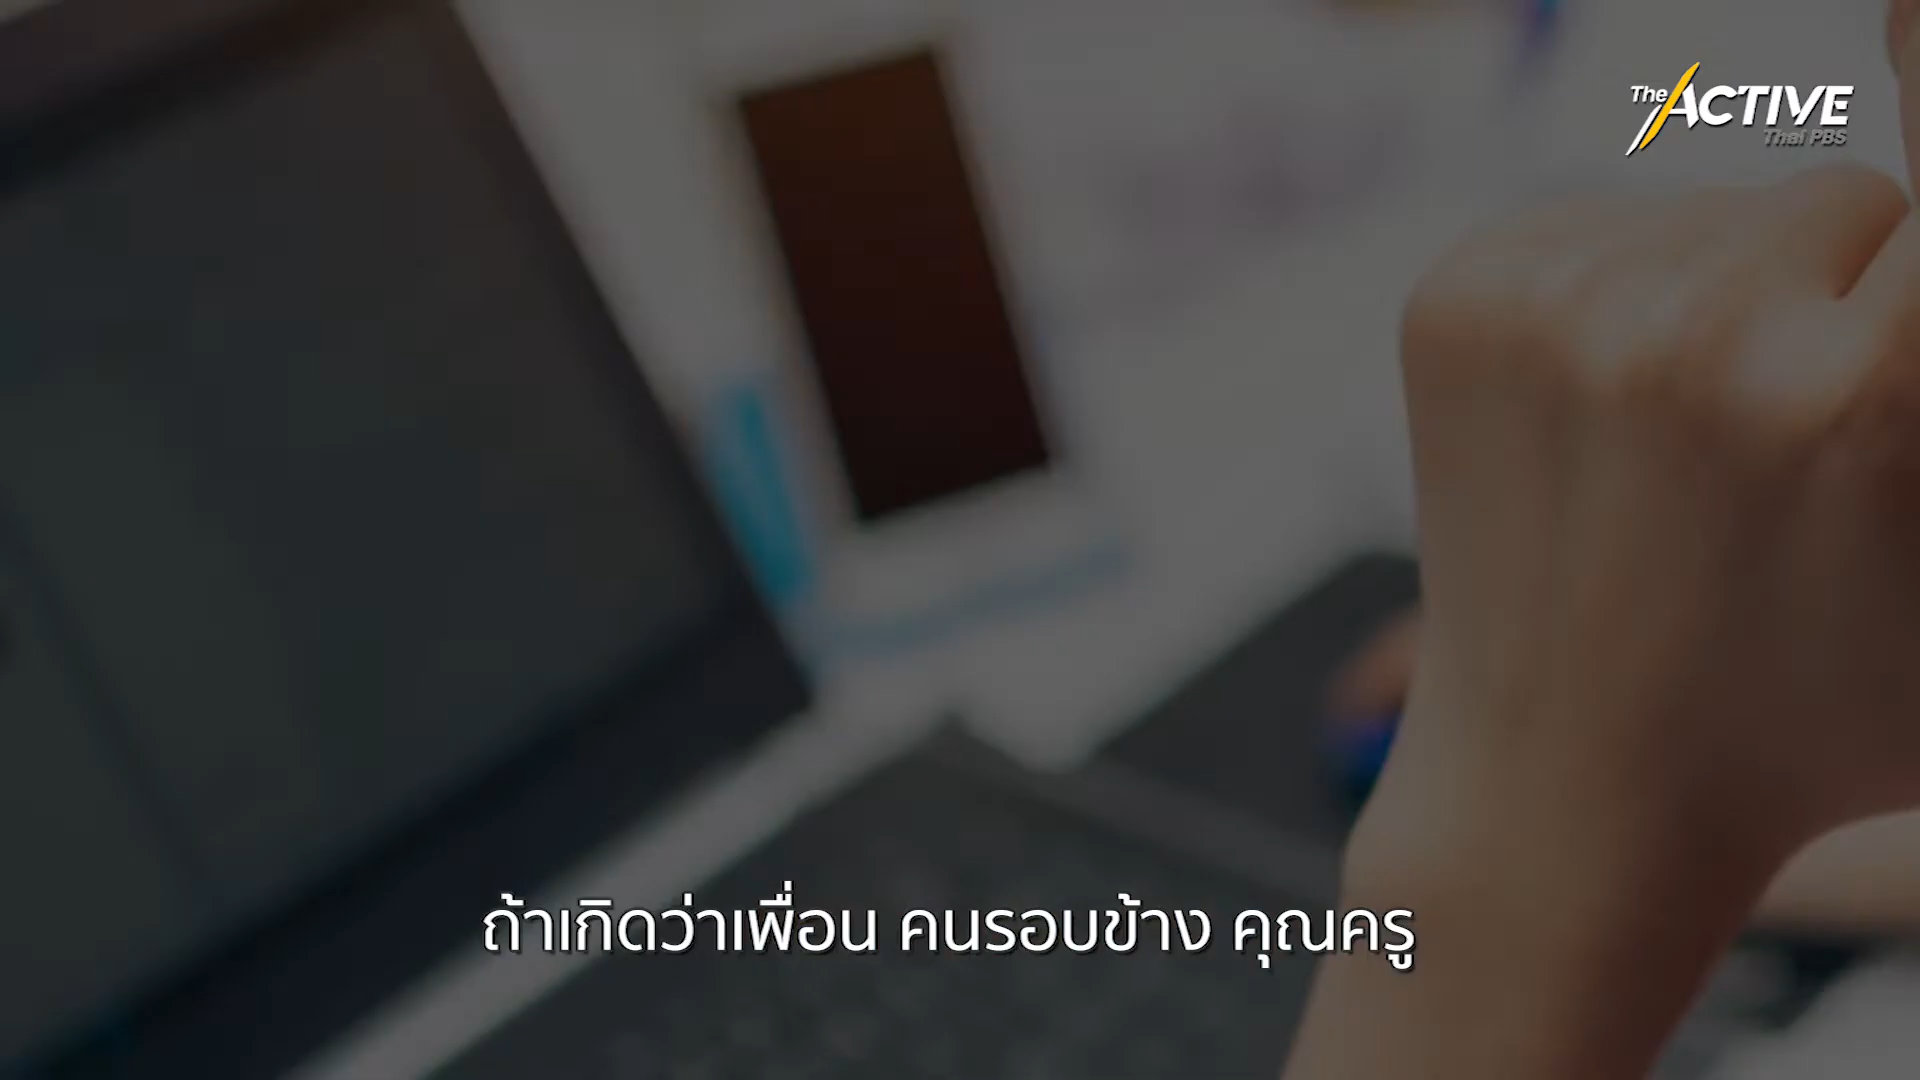 The ACTIVE
Thai PBS
ถ้าเกิดว่าเพื่อน คนรอบข้าง คุณครู